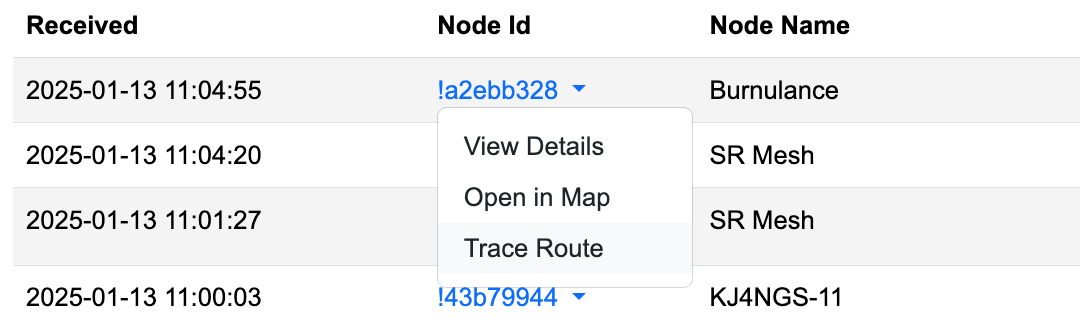 Received Node Id Node Name
2025-01-13 11:04:55 !a2ebb328 Burnulance
View Details
2025-01-13 11:04:20 SR Mesh
Open in Map
2025-01-13 11:01:27 SR Mesh
Trace Route
2025-01-13 11:00:03 !43b79944 KJ4NGS-11